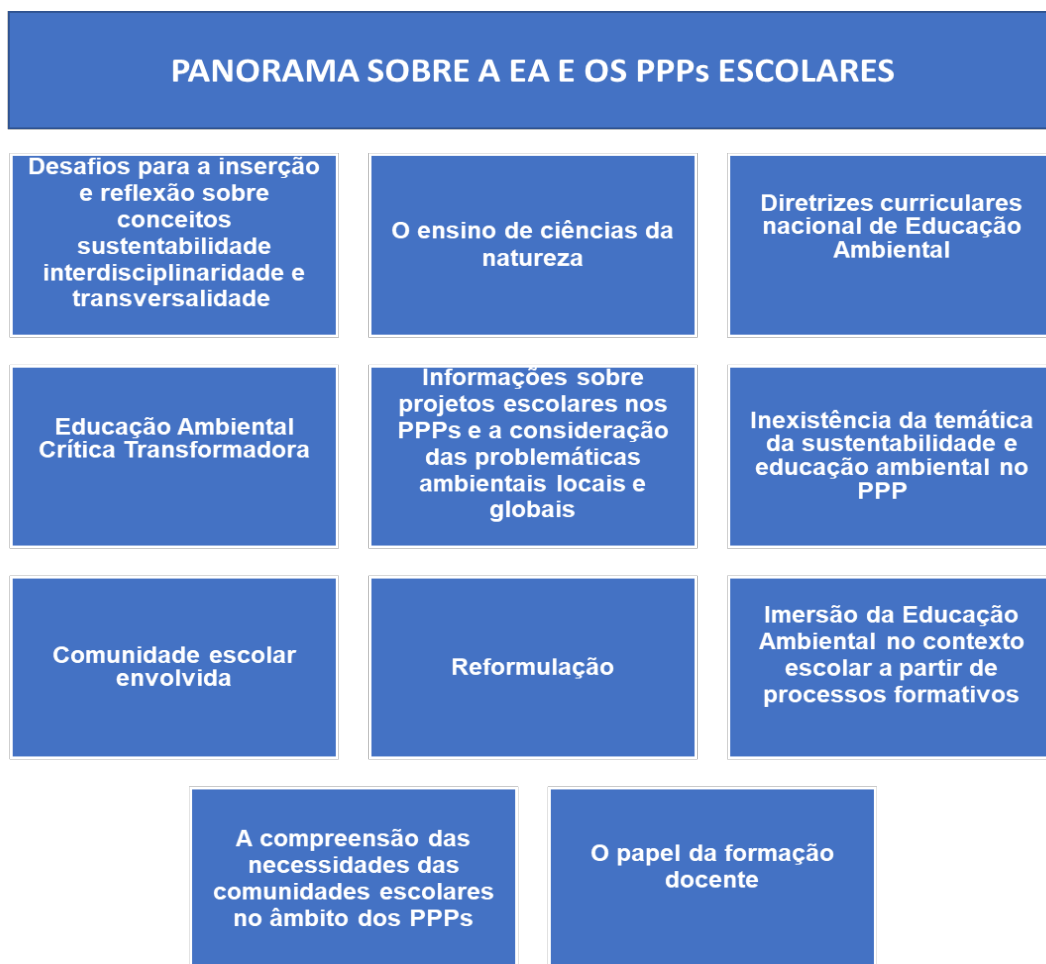 PANORAMA SOBRE A EA E OS PPPs ESCOLARES
Desafios para a inserção
e reflexão sobre
conceitos
sustentabilidade
interdisciplinaridade e
transversalidade
O ensino de ciências da
natureza
Diretrizes curriculares
nacional de Educação
Ambiental
Educação Ambiental
Crítica Transformadora
Informações sobre
projetos escolares nos
PPPs e a consideração
das problemáticas
ambientais locais e
globais
Inexistência da temática
da sustentabilidade e
educação ambiental no
PPP
Comunidade escolar
envolvida
Reformulação
Imersão da Educação
Ambiental no contexto
escolar a partir de
processos formativos
A compreensão das
necessidades das
comunidades escolares
no âmbito dos PPPs
O papel da formação
docente